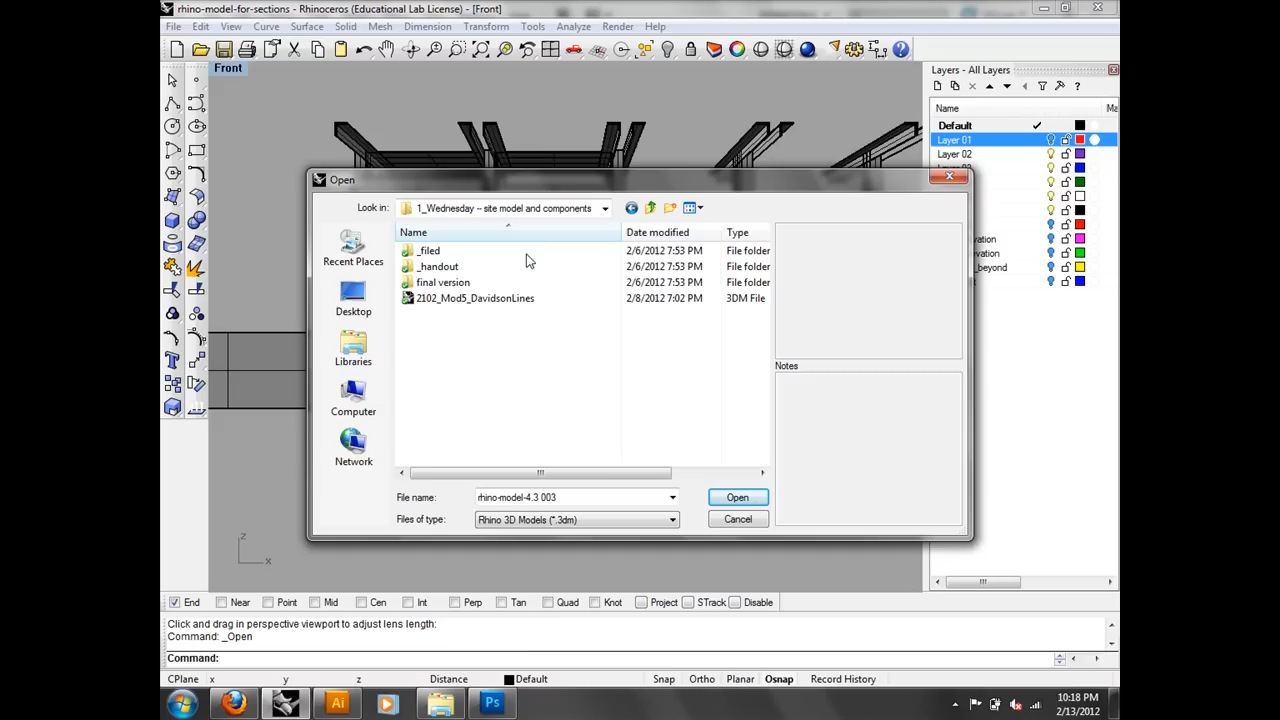 rhino-model-for-sections - Rhinoceros (Educational Lab License) - [Front]
File Edit View Curve Surface Solid Mesh Dimension Transform Tools Analyze Render Help
Front
Layers - All Layers
Name
Default
Layer 01
Layer 02
Open
Look in: 1_Wednesday -- site model and components
Name Date modified Type
_filed 2/6/2012 7:53 PM File folder
_handout 2/6/2012 7:53 PM File folder
final version 2/6/2012 7:53 PM File folder
2102_Mod5_DavidsonLines 2/8/2012 7:02 PM 3DM File
Recent Places
Desktop
Libraries
Computer
Network
Notes
File name: rhino-model-4.3 003
Open
Files of type: Rhino 3D Models (*.3dm)
Cancel
z
x
End Near Point Mid Cen Int Perp Tan Quad Knot Project STrack Disable
Click and drag in perspective viewport to adjust lens length:
Command: _Open
Command:
CPlane x y z Distance Default Snap Ortho Planar Osnap Record History
Ai
Ps
10:18 PM
2/13/2012